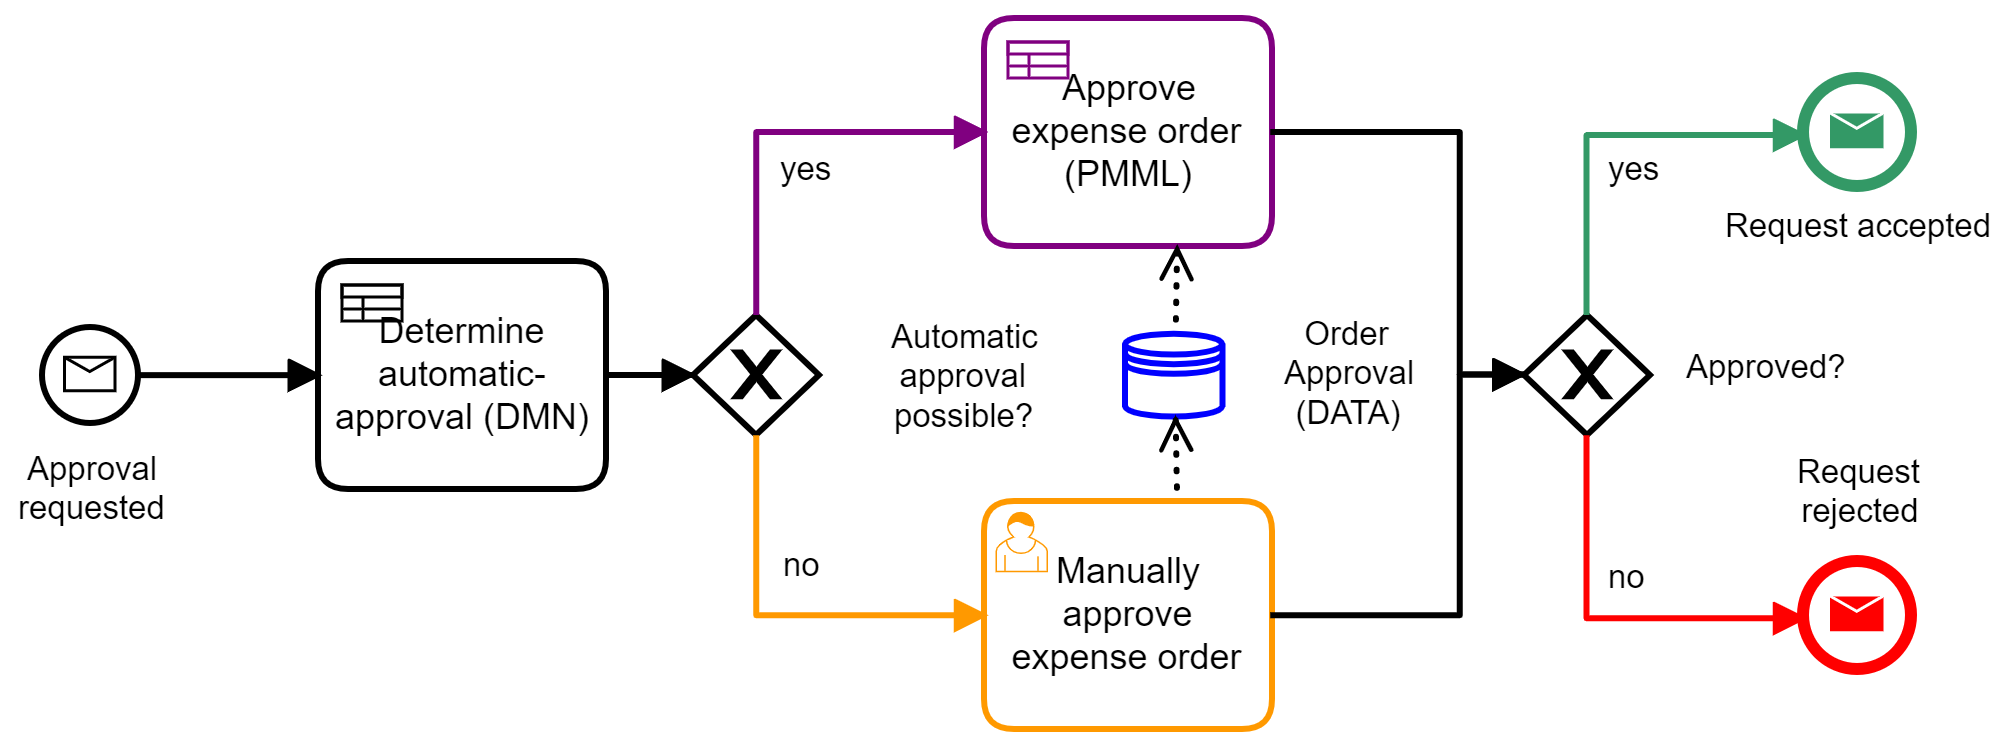 Approval
requested
Determine
automatic-
approval (DMN)
yes
no
Automatic
approval
possible?
Approve
expense order
(PMML)
Manually
approve
expense order
Order
Approval
(DATA)
Approved?
yes
no
Request accepted
Request
rejected